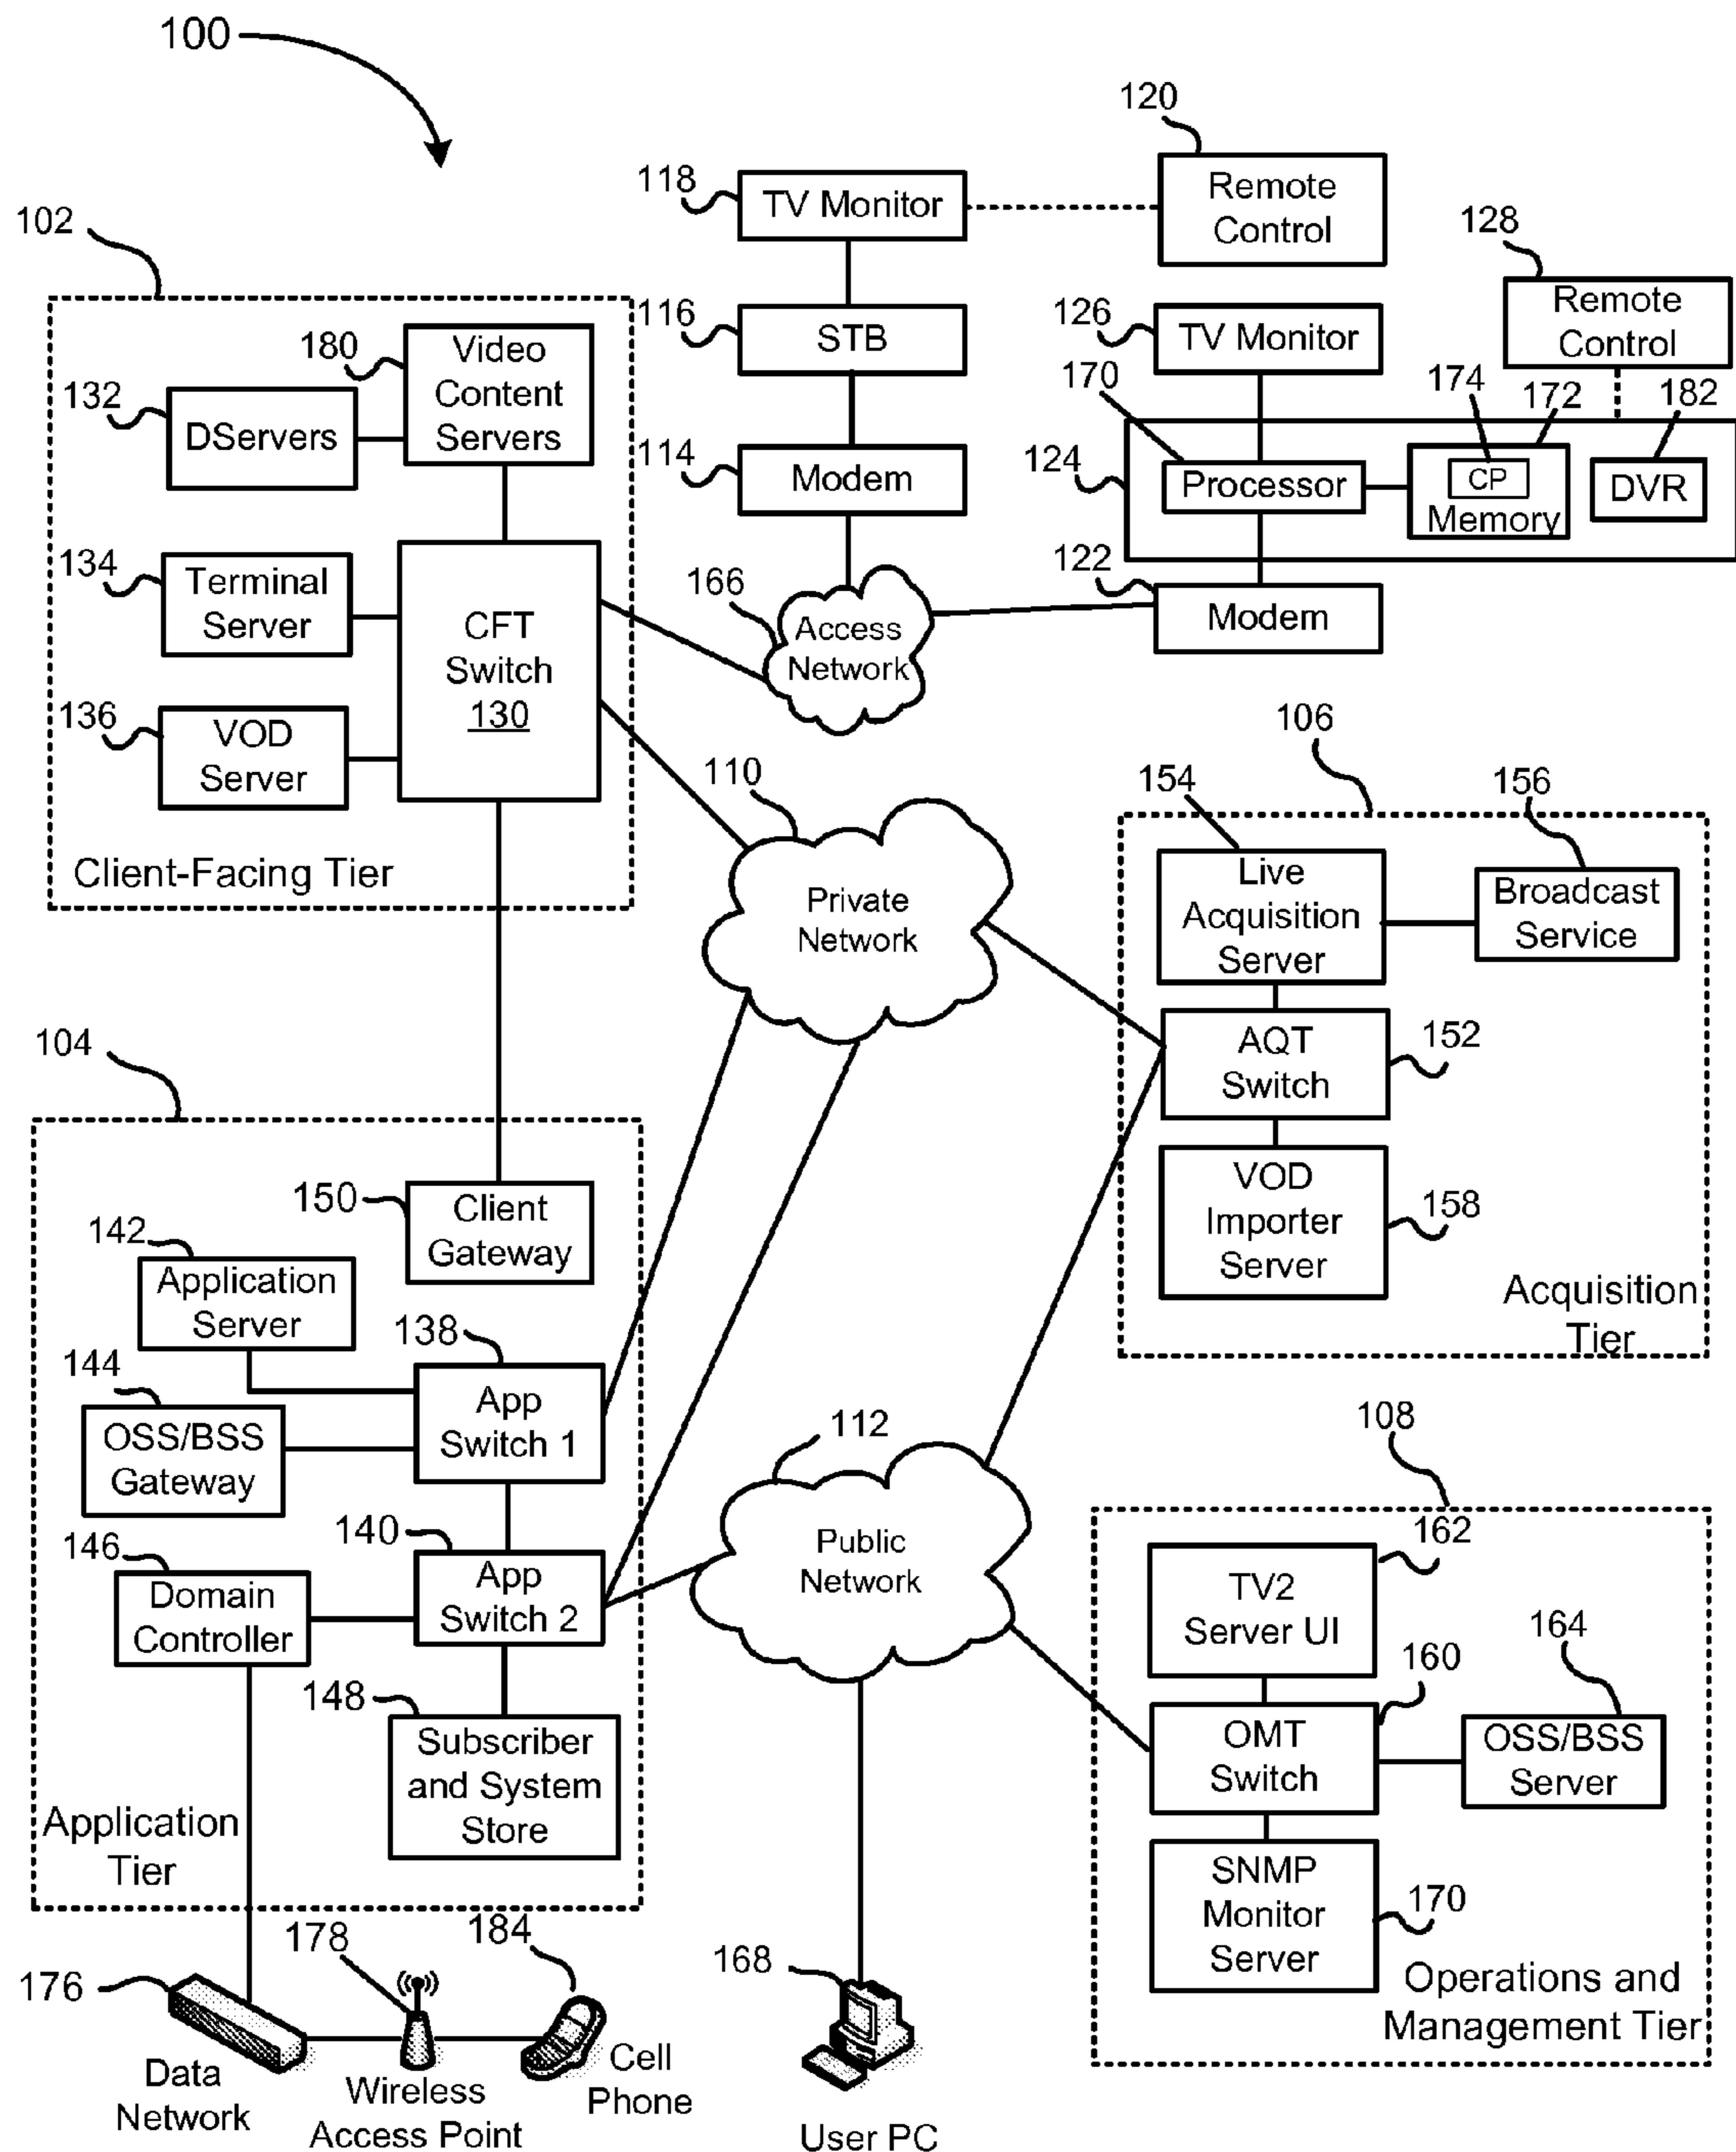 100
120
118
TV Monitor
Remote
Control
102
128
Remote
Control
116
STB
126
TV Monitor
180
Video
Content
Servers
132
DServers
170
174
172
182
114
Modem
124
Processor
CP
Memory
DVR
134
Terminal
Server
CFT
Switch
130
166
Access
Network
122
Modem
136
VOD
Server
110
106
154
156
Client-Facing Tier
Private
Network
Live
Acquisition
Server
Broadcast
Service
104
AQT
Switch
152
150
Client
Gateway
VOD
Importer
Server
158
142
Application
Server
Acquisition
Tier
138
144
App
Switch 1
OSS/BSS
Gateway
112
108
140
146
App
Switch 2
Domain
Controller
Public
Network
162
TV2
Server UI
164
160
148
Subscriber
and System
Store
OMT
Switch
OSS/BSS
Server
Application
Tier
SNMP
Monitor
Server
170
178
184
176
168
Operations and
Management Tier
Data
Network
Wireless
Access Point
Cell
Phone
User PC